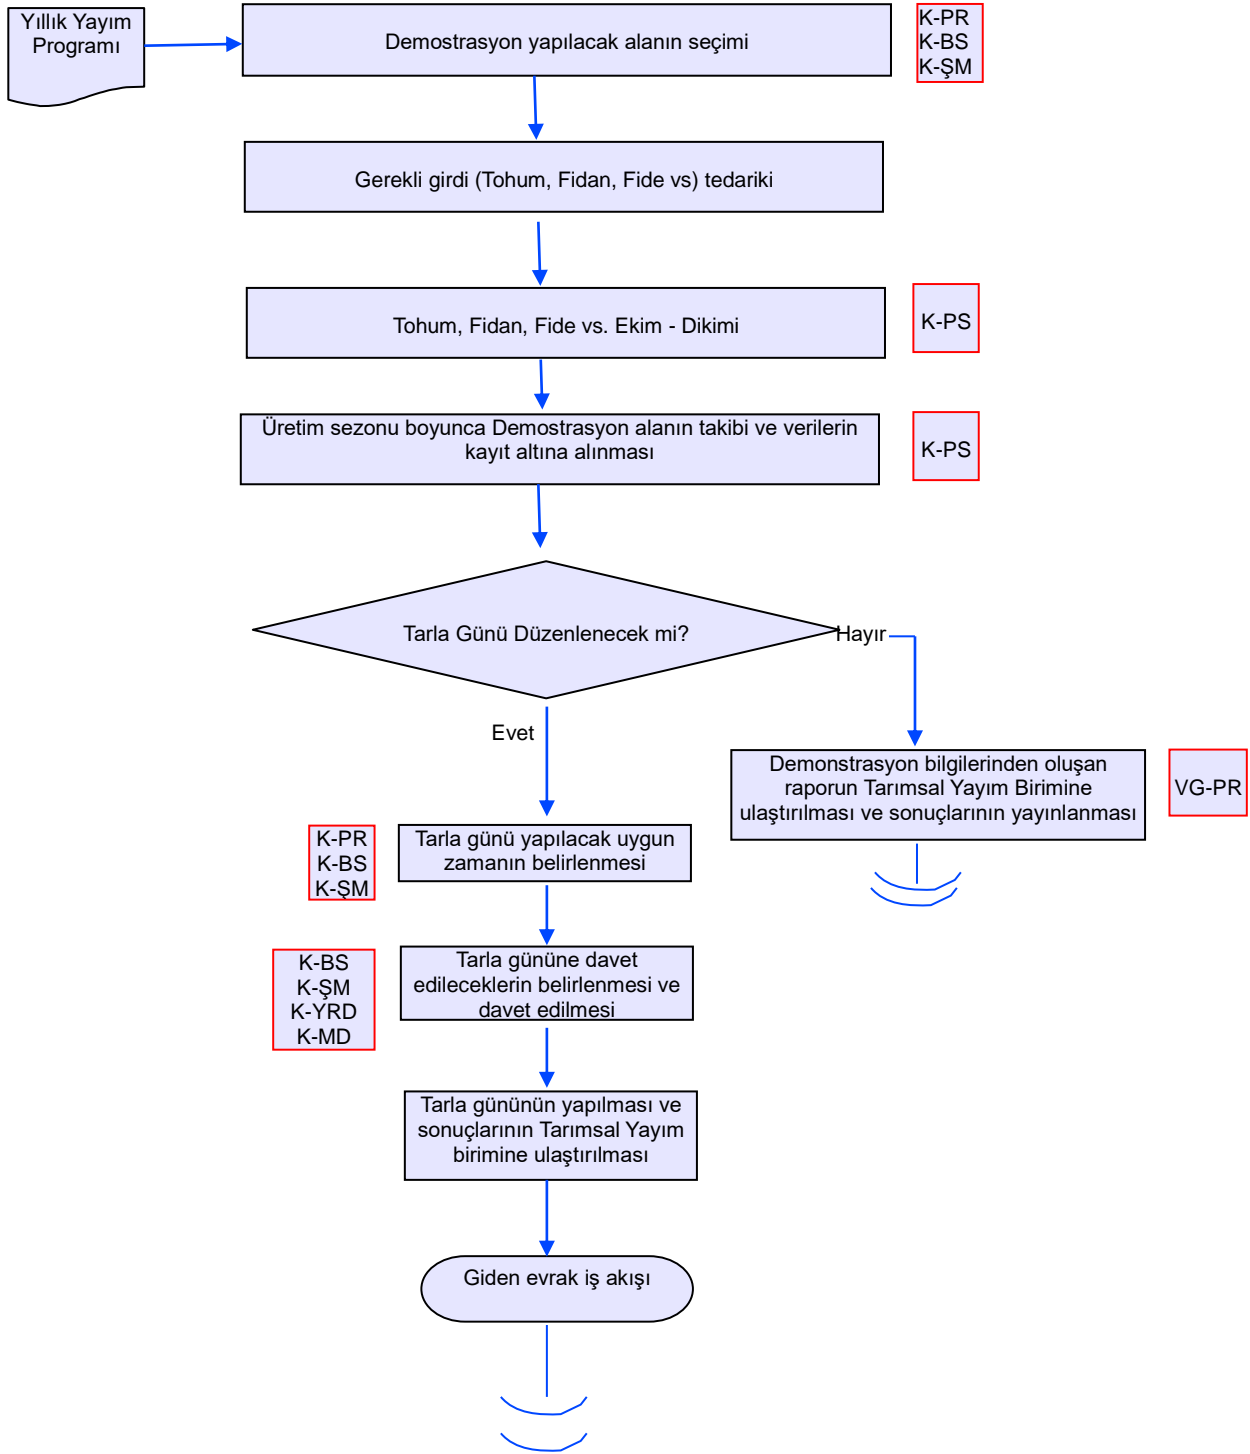 Yıllık Yayım
Programı
Demostrasyon yapılacak alanın seçimi
K-PR
K-BS
K-ŞM
Gerekli girdi (Tohum, Fidan, Fide vs) tedariki
Tohum, Fidan, Fide vs. Ekim - Dikimi
K-PS
Üretim sezonu boyunca Demostrasyon alanın takibi ve verilerin
kayıt altına alınması
K-PS
Tarla Günü Düzenlenecek mi?
Hayır
Evet
Demonstrasyon bilgilerinden oluşan
raporun Tarımsal Yayım Birimine
ulaştırılması ve sonuçlarının yayınlanması
VG-PR
K-PR
K-BS
K-ŞM
Tarla günü yapılacak uygun
zamanın belirlenmesi
K-BS
K-ŞM
K-YRD
K-MD
Tarla gününe davet
edileceklerin belirlenmesi ve
davet edilmesi
Tarla gününün yapılması ve
sonuçlarının Tarımsal Yayım
birimine ulaştırılması
Giden evrak iş akışı